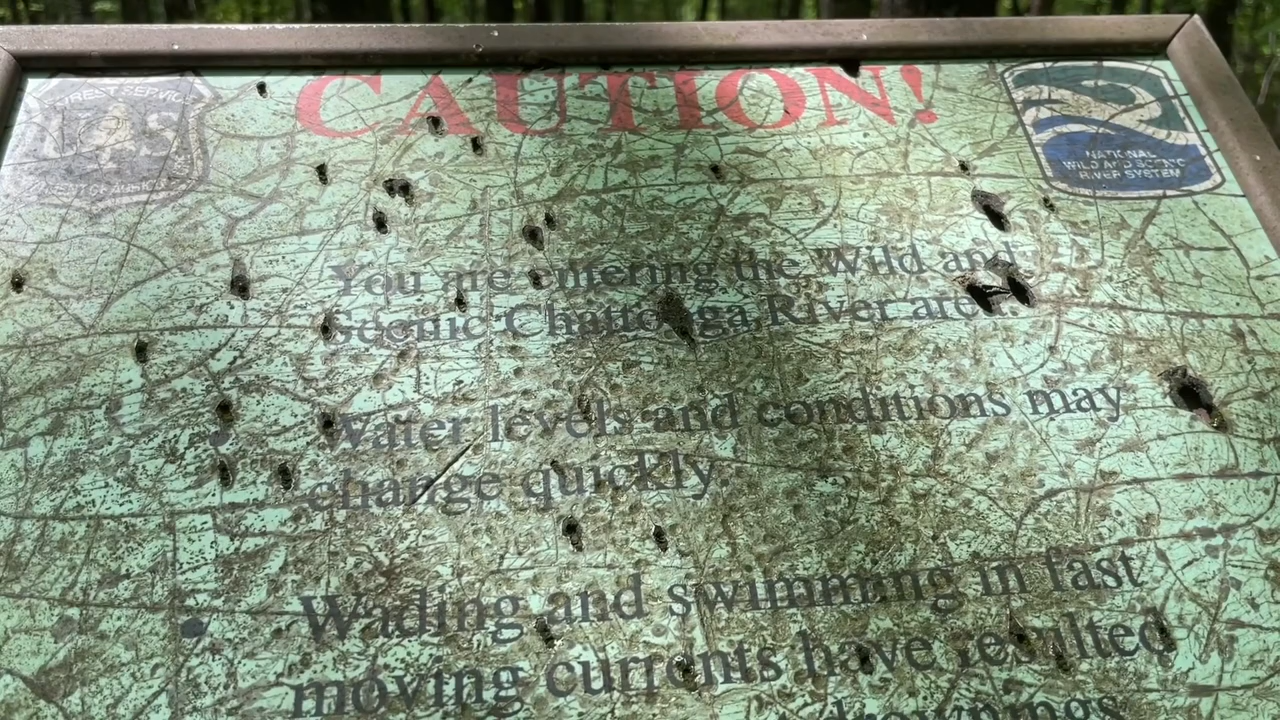 CAUTION!
FOREST SERVICE
NATIONAL
WILD AND SCENIC
RIVER SYSTEM
You are entering the Wild and
Scenic Chattooga River area.
• Water levels and conditions may
change quickly.
• Wading and swimming in fast
moving currents have resulted
drownings